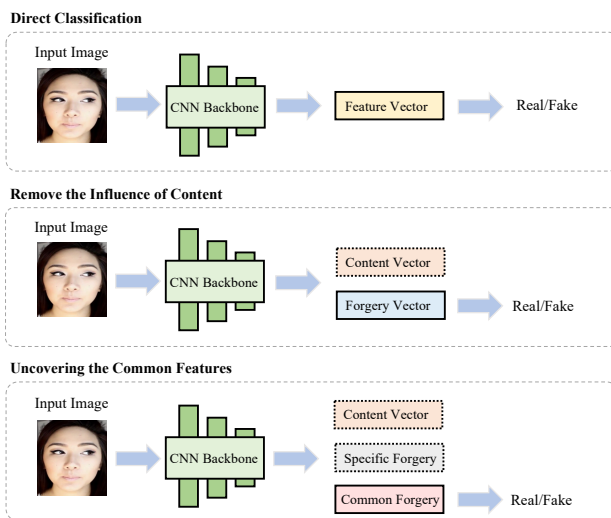 Direct Classification
Input Image
CNN Backbone
Feature Vector
Real/Fake
Remove the Influence of Content
Input Image
Content Vector
CNN Backbone
Forgery Vector
Real/Fake
Uncovering the Common Features
Input Image
Content Vector
CNN Backbone
Specific Forgery
Common Forgery
Real/Fake